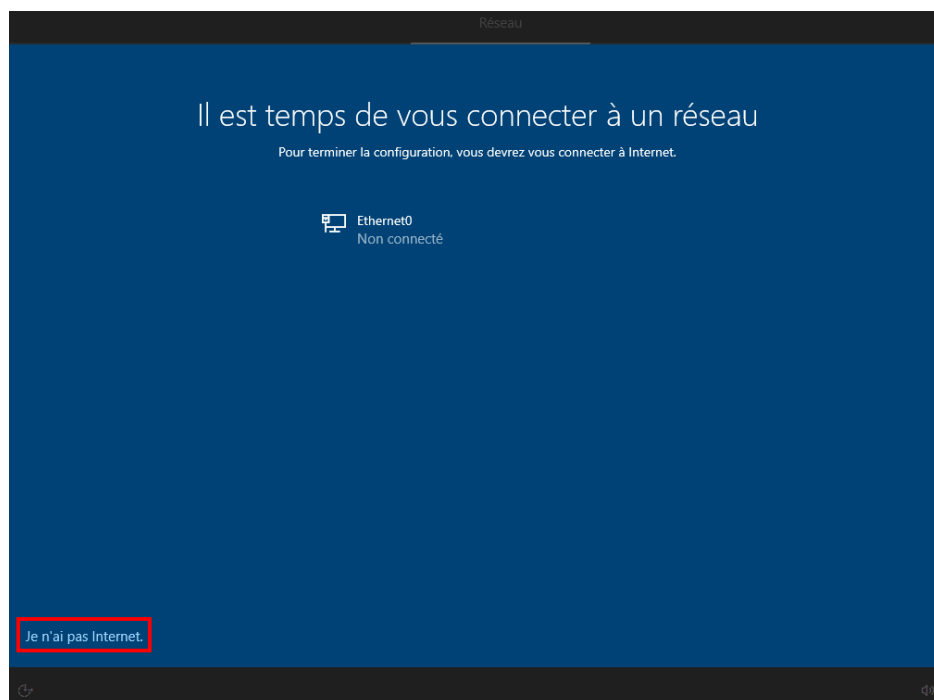 Réseau
Il est temps de vous connecter à un réseau
Pour terminer la configuration, vous devrez vous connecter à Internet.
Ethernet0
Non connecté
Je n'ai pas Internet.